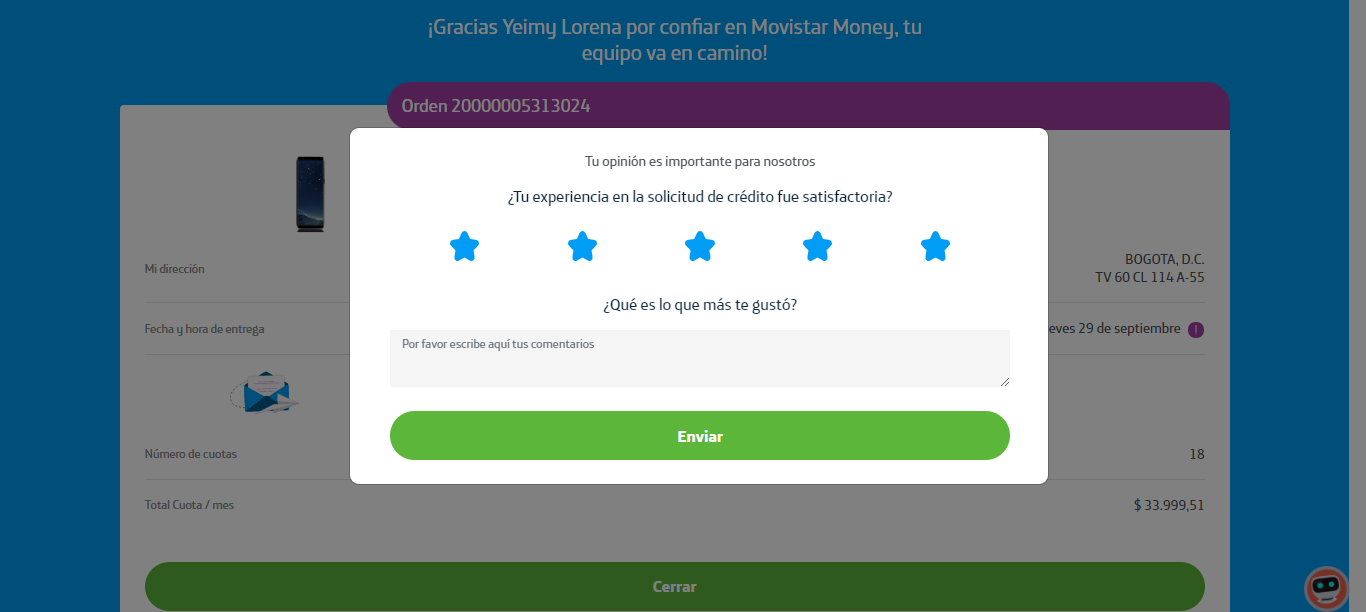 ¡Gracias Yeimy Lorena por confiar en Movistar Money, tu
equipo va en camino!
Orden 20000005313024
Tu opinión es importante para nosotros
¿Tu experiencia en la solicitud de crédito fue satisfactoria?
¿Qué es lo que más te gustó?
Por favor escribe aquí tus comentarios
Enviar
Mi dirección
BOGOTA, D.C.
TV 60 CL 114 A-55
Fecha y hora de entrega
eves 29 de septiembre
!
Número de cuotas
18
Total Cuota / mes
$ 33.999,51
Cerrar